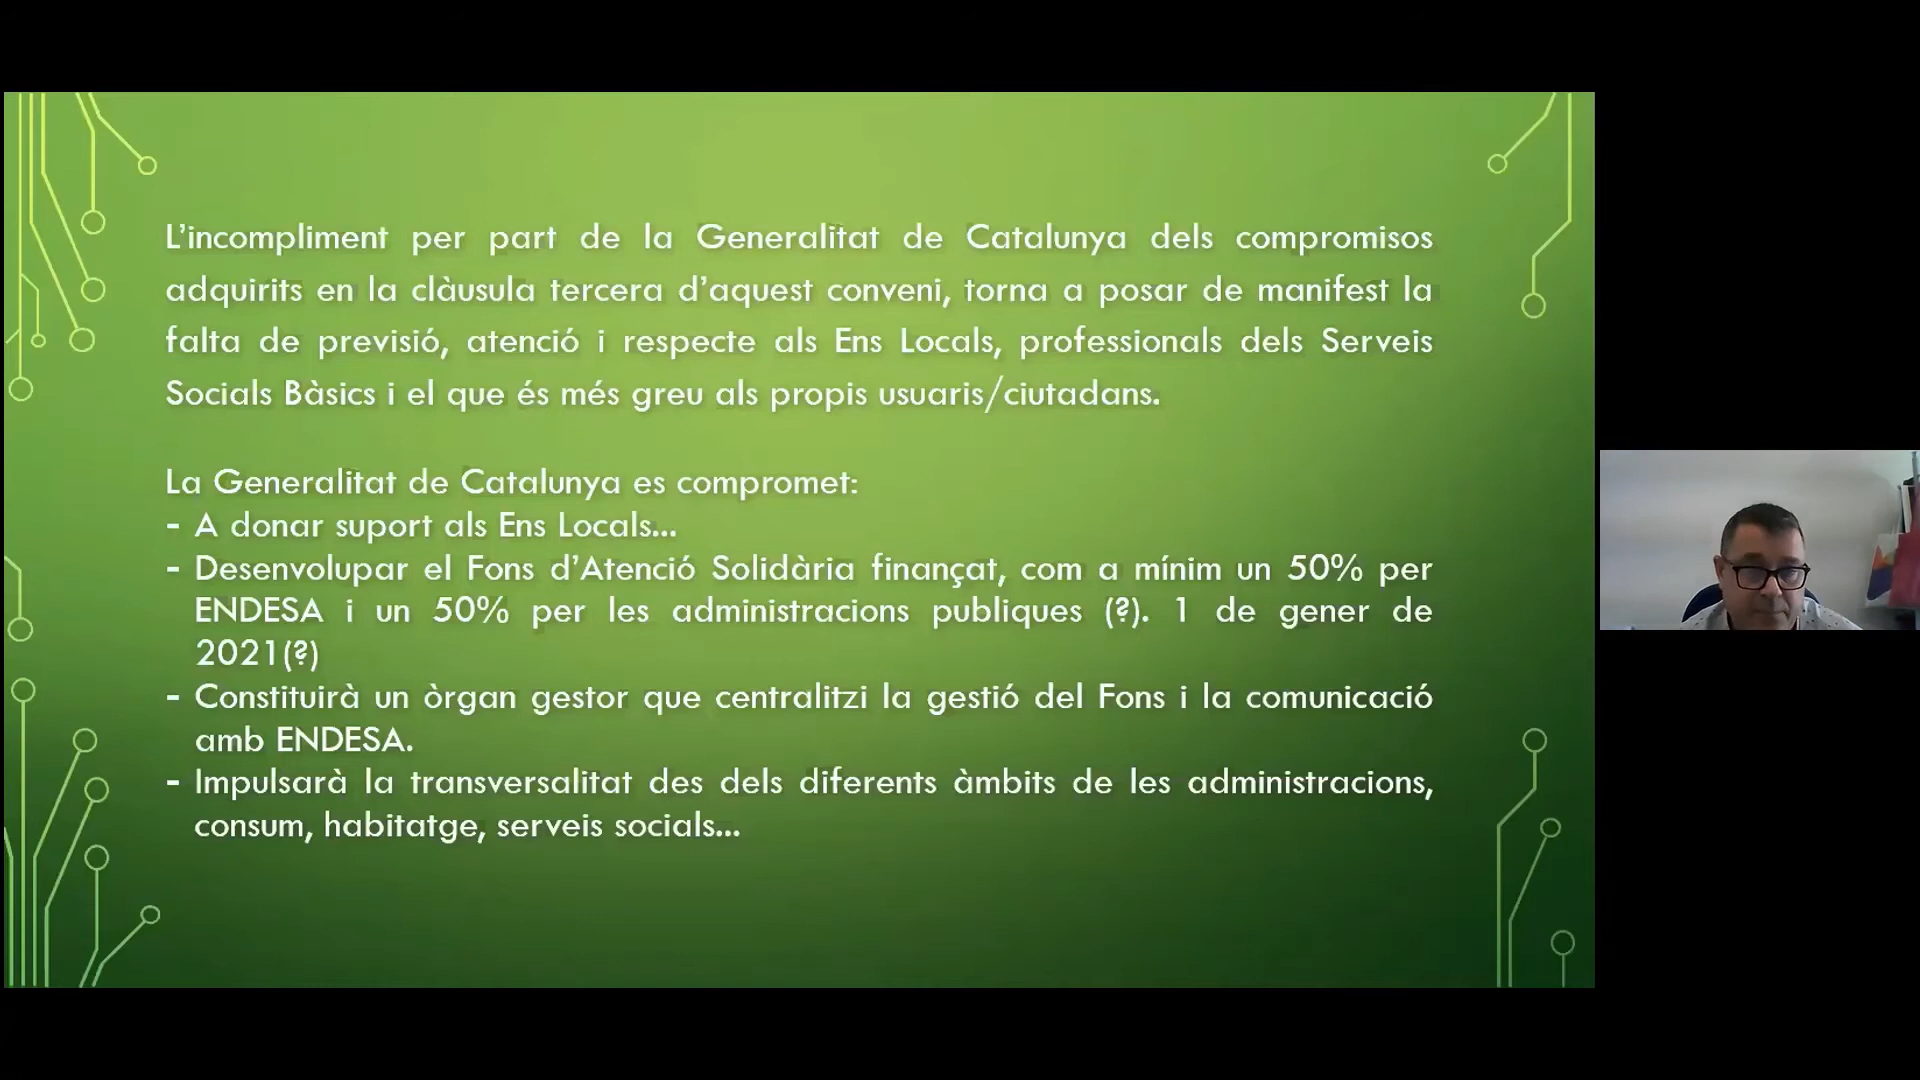 L'incompliment per part de la Generalitat de Catalunya dels compromisos
adquirits en la clàusula tercera d'aquest conveni, torna a posar de manifest la
falta de previsió, atenció i respecte als Ens Locals, professionals dels Serveis
Socials Bàsics i el que és més greu als propis usuaris/ciutadans.
La Generalitat de Catalunya es compromet:
- A donar suport als Ens Locals...
- Desenvolupar el Fons d'Atenció Solidària finançat, com a mínim un 50% per
ENDESA i un 50% per les administracions publiques (?). 1 de gener de
2021(?)
- Constituirà un òrgan gestor que centralitzi la gestió del Fons i la comunicació
amb ENDESA.
- Impulsarà la transversalitat des dels diferents àmbits de les administracions,
consum, habitatge, serveis socials...